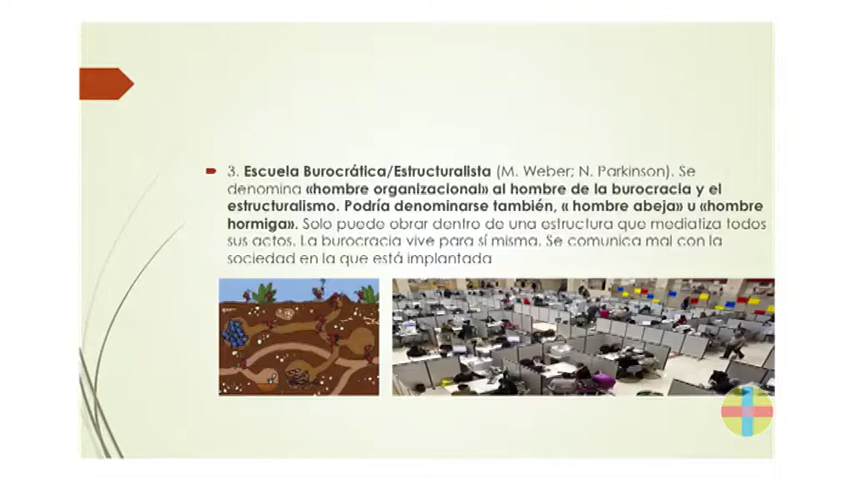 3. Escuela Burocrática/Estructuralista (M. Weber; N. Parkinson). Se
denomina «hombre organizacional» al hombre de la burocracia y el
estructuralismo. Podría denominarse también, « hombre abeja» u «hombre
hormiga». Solo puede obrar dentro de una estructura que mediatiza todos
sus actos. La burocracia vive para sí misma. Se comunica mal con la
sociedad en la que está implantada